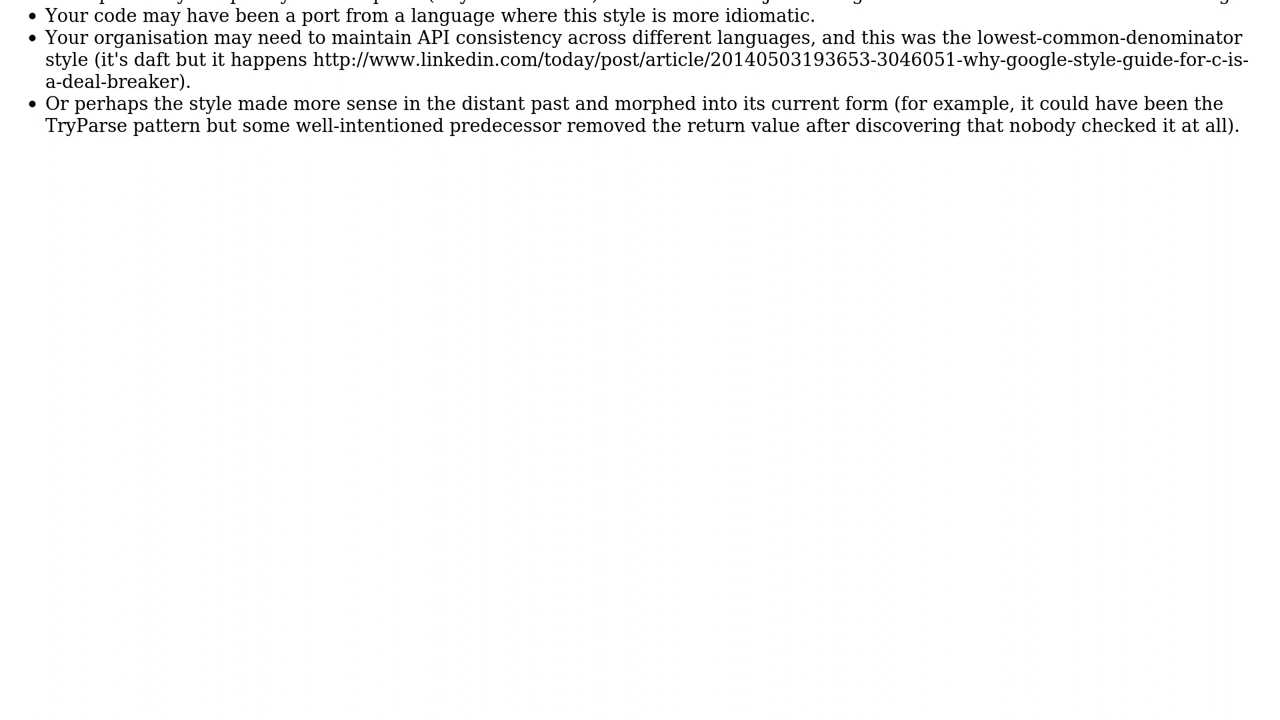 • Your code may have been a port from a language where this style is more idiomatic.
• Your organisation may need to maintain API consistency across different languages, and this was the lowest-common-denominator
style (it's daft but it happens http://www.linkedin.com/today/post/article/20140503193653-3046051-why-google-style-guide-for-c-is-
a-deal-breaker).
• Or perhaps the style made more sense in the distant past and morphed into its current form (for example, it could have been the
TryParse pattern but some well-intentioned predecessor removed the return value after discovering that nobody checked it at all).